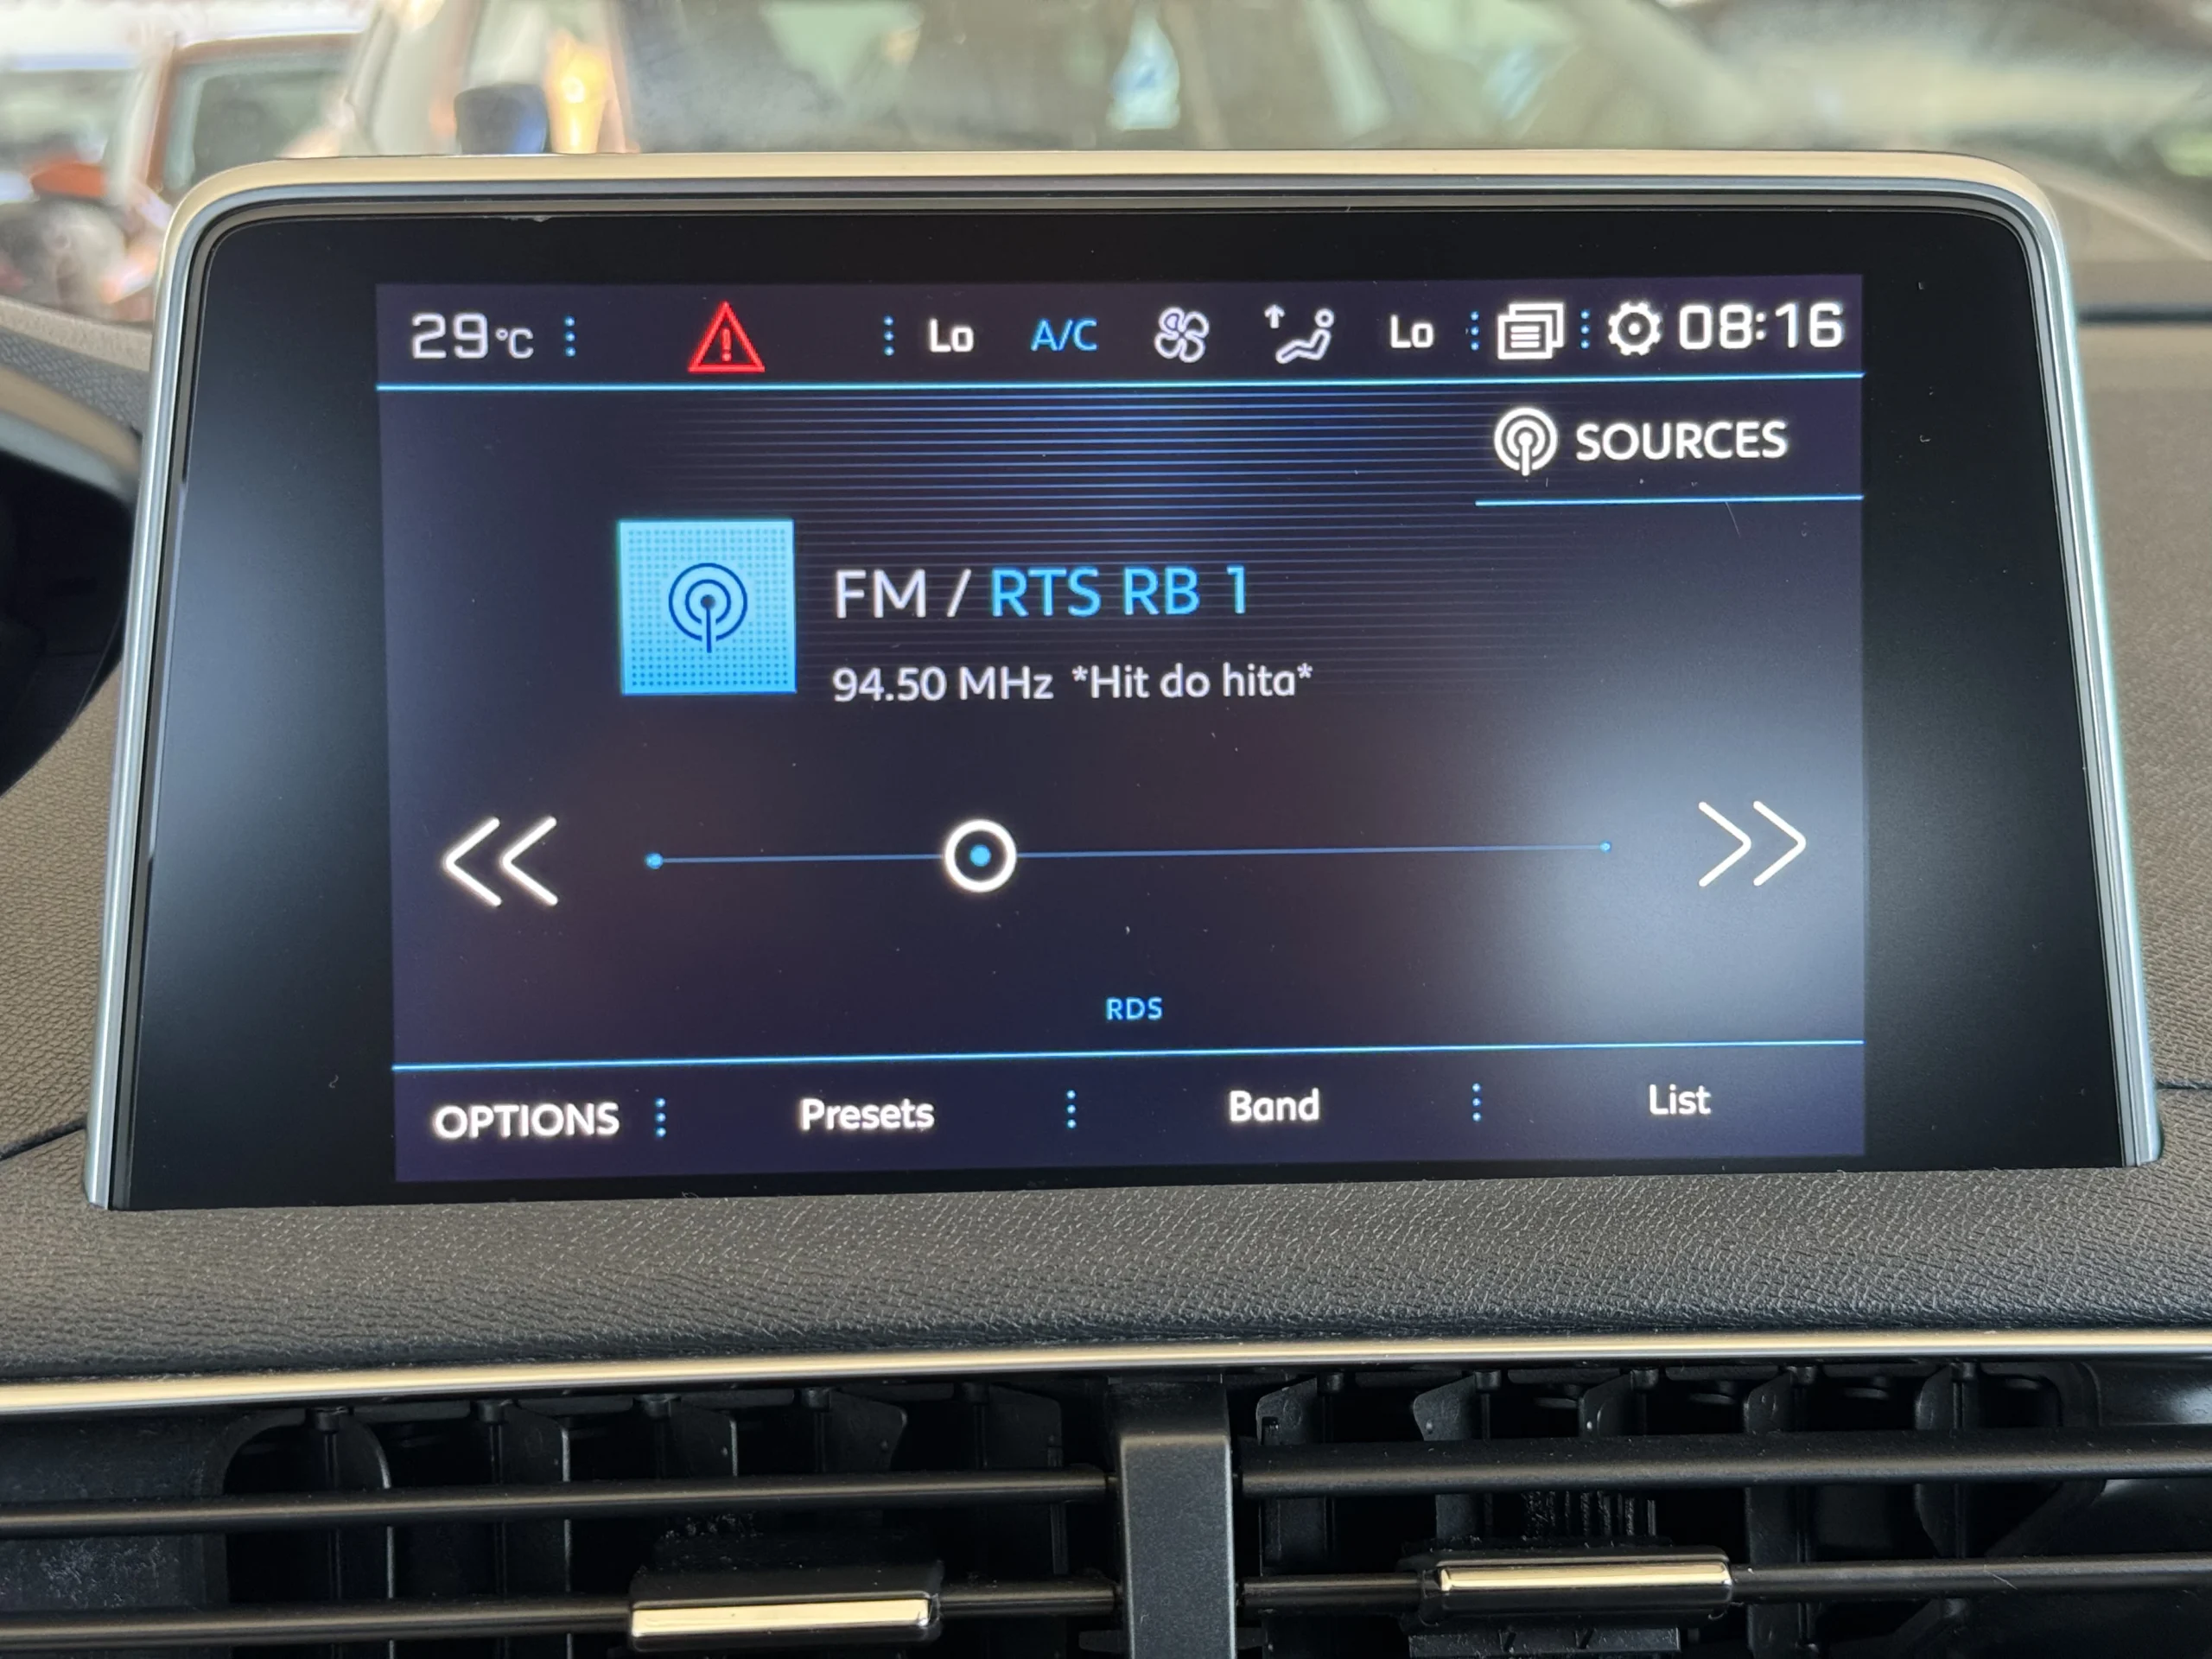 29°C Lo A/C Lo 08:16
SOURCES
FM / RTS RB 1
94.50 MHz *Hit do hita*
RDS
OPTIONS Presets Band List